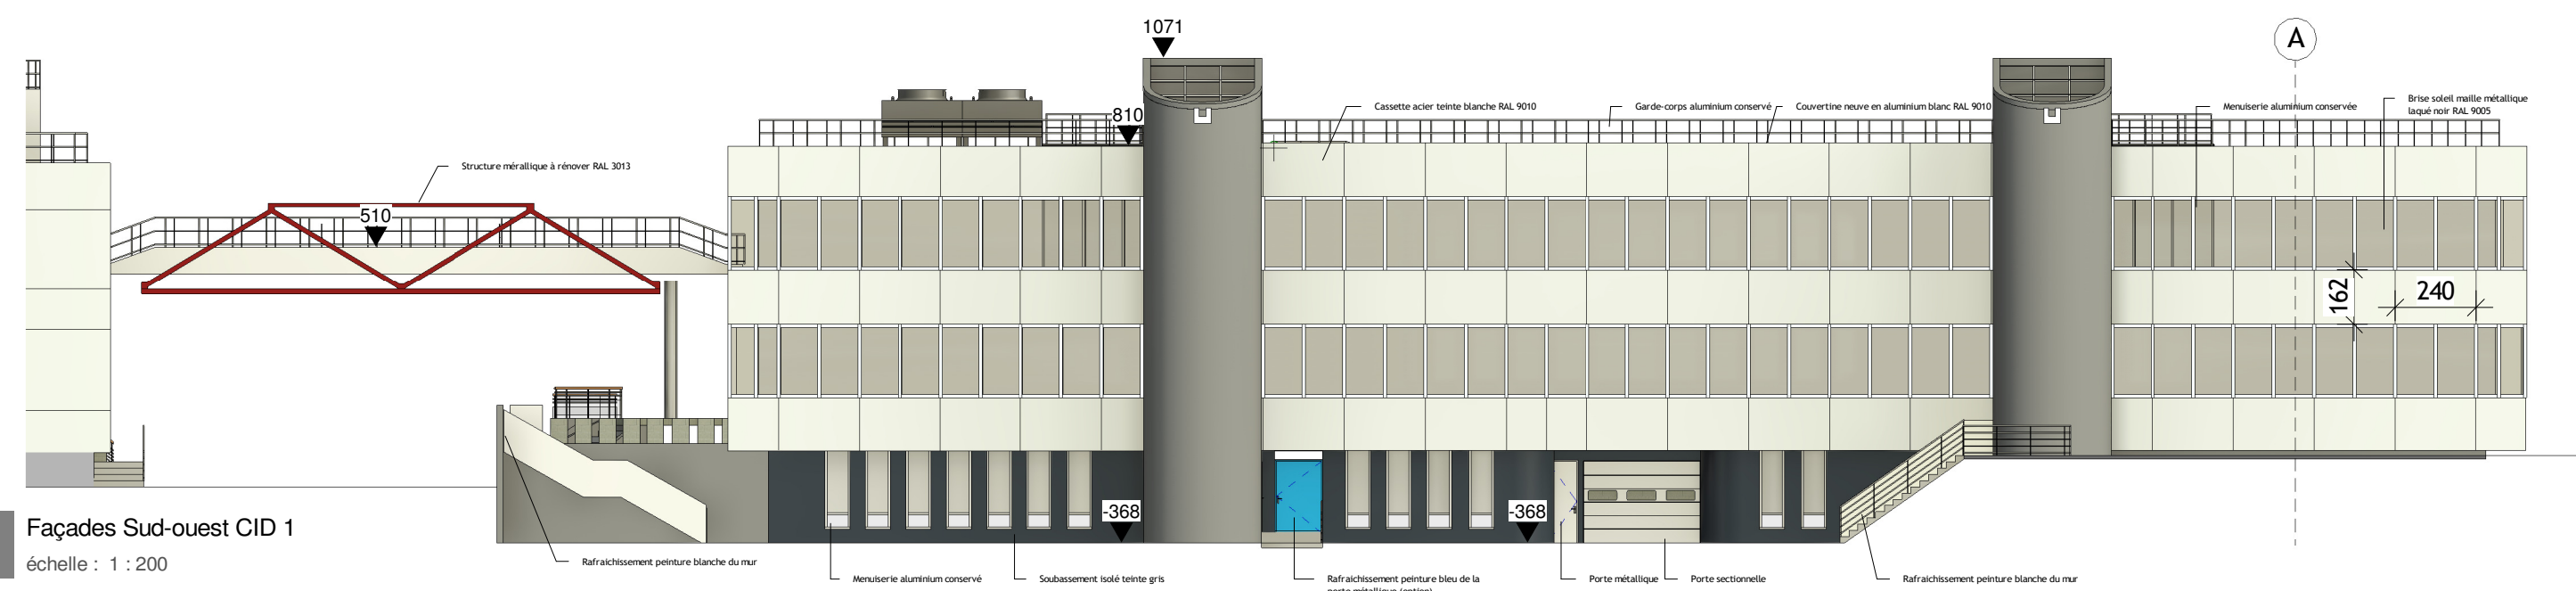 1071
A
810
Cassette acier teinte blanche RAL 9010
Garde-corps aluminium conservé
Couvertine neuve en aluminium blanc RAL 9010
Menuiserie aluminium conservée
Brise soleil maille métallique
laqué noir RAL 9005
Structure mérallique à rénover RAL 3013
510
162
240
-368
-368
Façades Sud-ouest CID 1
échelle : 1 : 200
Rafraichissement peinture blanche du mur
Menuiserie aluminium conservé
Soubassement isolé teinte gris
Rafraichissement peinture bleu de la
porte métallique (option)
Porte métallique
Porte sectionnelle
Rafraichissement peinture blanche du mur